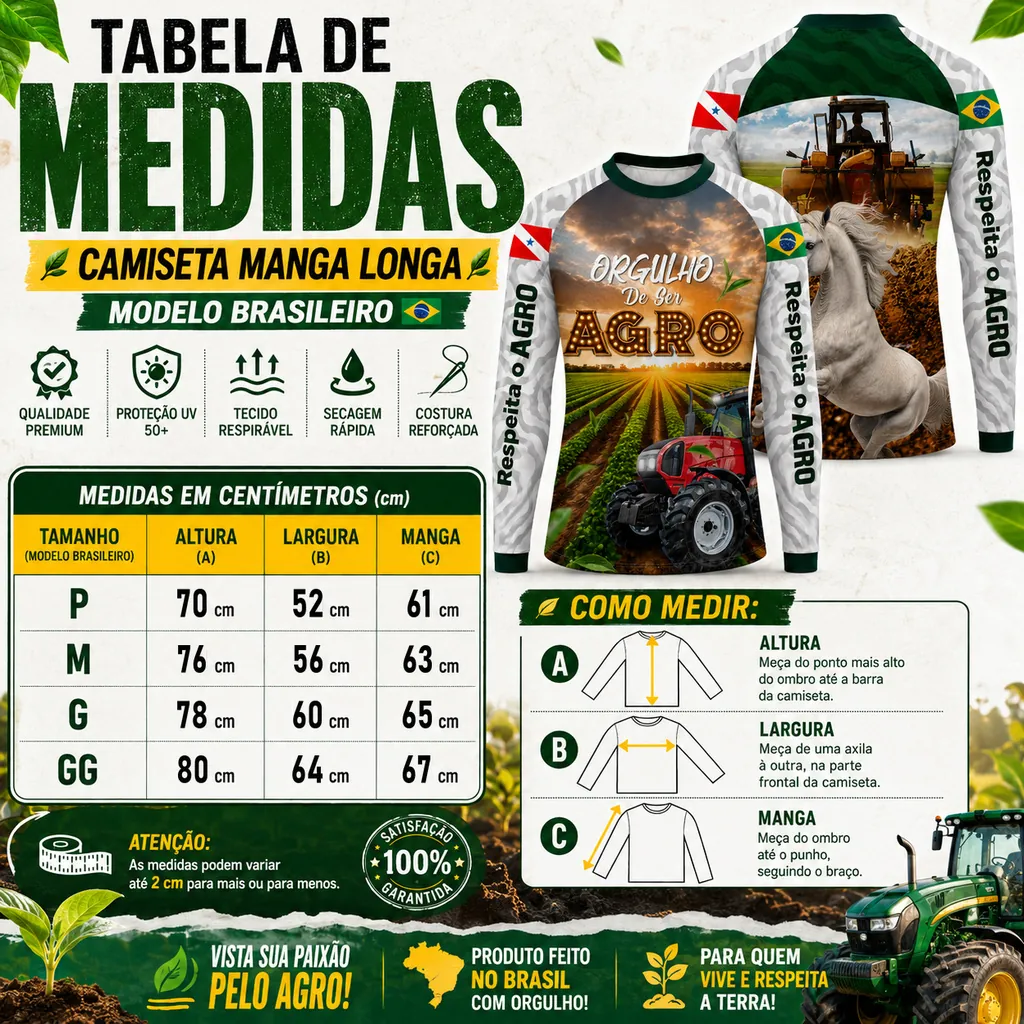 TABELA DE
MEDIDAS
CAMISETA MANGA LONGA
MODELO BRASILEIRO
QUALIDADE
PREMIUM
PROTEÇÃO UV
50+
TECIDO
RESPIRÁVEL
SECAGEM
RÁPIDA
COSTURA
REFORÇADA
ORGULHO
De Ser
AGRO
Respeita o AGRO
Respeita o AGRO
Respeita o AGRO
MEDIDAS EM CENTÍMETROS (cm)
TAMANHO
(MODELO BRASILEIRO)
ALTURA
(A)
LARGURA
(B)
MANGA
(C)
P 70 cm 52 cm 61 cm
M 76 cm 56 cm 63 cm
G 78 cm 60 cm 65 cm
GG 80 cm 64 cm 67 cm
COMO MEDIR:
A
ALTURA
Meça do ponto mais alto
do ombro até a barra
da camiseta.
B
LARGURA
Meça de uma axila
à outra, na parte
frontal da camiseta.
C
MANGA
Meça do ombro
até o punho,
seguindo o braço.
ATENÇÃO:
As medidas podem variar
até 2 cm para mais ou para menos.
SATISFAÇÃO
100%
GARANTIDA
VISTA SUA PAIXÃO
PELO AGRO!
PRODUTO FEITO
NO BRASIL
COM ORGULHO!
PARA QUEM
VIVE E RESPEITA
A TERRA!